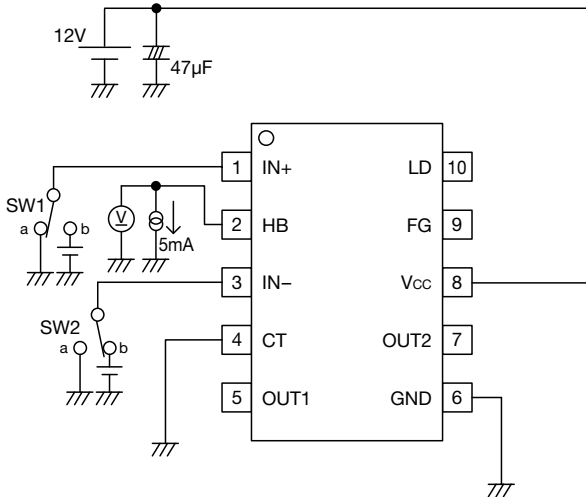 12V
47μF
1 IN+ LD 10
SW1
a b
V
5mA
2 HB FG 9
3 IN− VCC 8
SW2
a b
4 CT OUT2 7
5 OUT1 GND 6